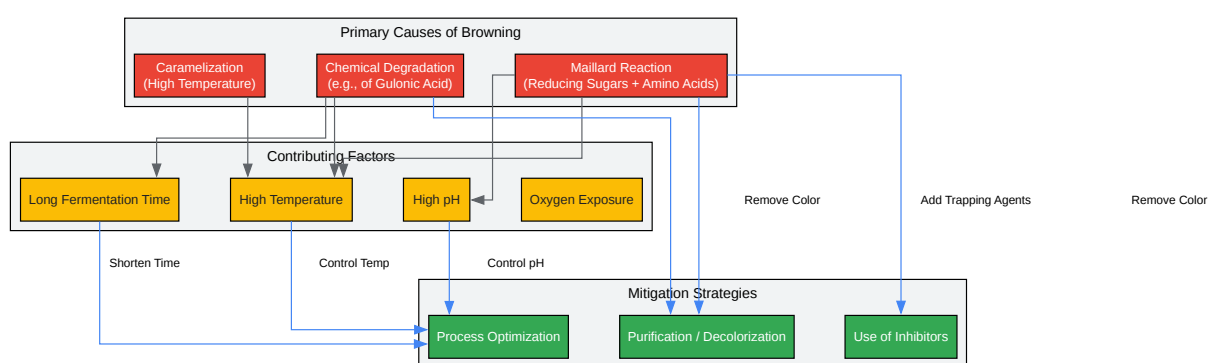 Primary Causes of Browning
Caramelization
(High Temperature)
Chemical Degradation
(e.g., of Gulonic Acid)
Maillard Reaction
(Reducing Sugars + Amino Acids)
Contributing Factors
Long Fermentation Time
High Temperature
High pH
Oxygen Exposure
Remove Color
Add Trapping Agents
Remove Color
Shorten Time
Control Temp
Control pH
Mitigation Strategies
Process Optimization
Purification / Decolorization
Use of Inhibitors